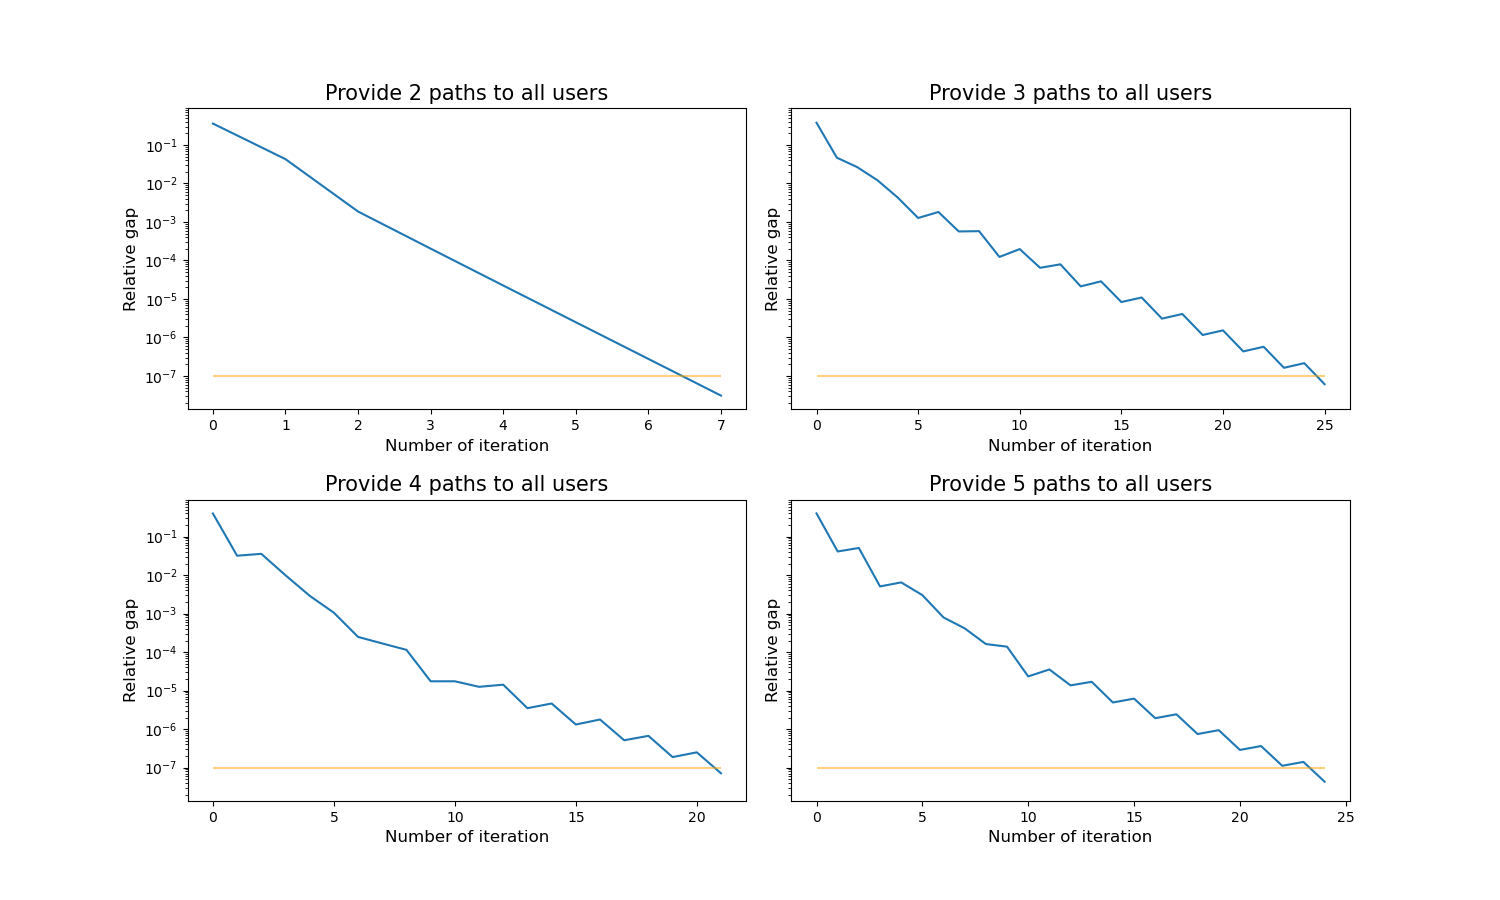 Provide 2 paths to all users
Relative gap
10⁻¹
10⁻²
10⁻³
10⁻⁴
10⁻⁵
10⁻⁶
10⁻⁷
0 1 2 3 4 5 6 7
Number of iteration
Provide 3 paths to all users
Relative gap
0 5 10 15 20 25
Number of iteration
Provide 4 paths to all users
Relative gap
10⁻¹
10⁻²
10⁻³
10⁻⁴
10⁻⁵
10⁻⁶
10⁻⁷
0 5 10 15 20
Number of iteration
Provide 5 paths to all users
Relative gap
0 5 10 15 20 25
Number of iteration